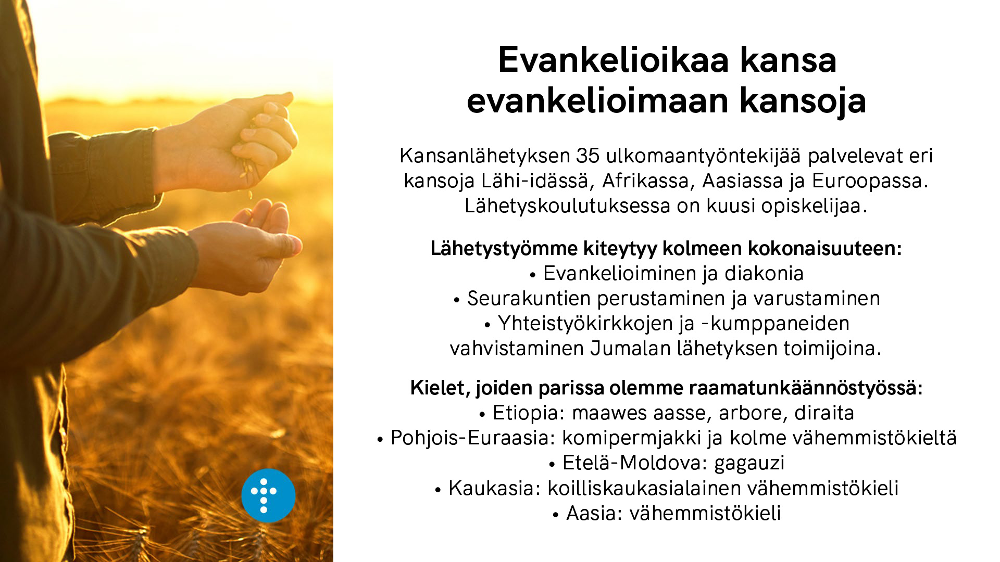 Evankelioikaa kansa
evankelioimaan kansoja
Kansanlähetyksen 35 ulkomaantyöntekijää palvelevat eri
kansoja Lähi-idässä, Afrikassa, Aasiassa ja Euroopassa.
Lähetyskoulutuksessa on kuusi opiskelijaa.
Lähetystyömme kiteytyy kolmeen kokonaisuuteen:
• Evankelioiminen ja diakonia
• Seurakuntien perustaminen ja varustaminen
• Yhteistyökirkkojen ja -kumppaneiden
vahvistaminen Jumalan lähetyksen toimijoina.
Kielet, joiden parissa olemme raamatunkäännöstyössä:
• Etiopia: maawes aasse, arbore, diraita
• Pohjois-Euraasia: komipermjakki ja kolme vähemmistökieltä
• Etelä-Moldova: gagauzi
• Kaukasia: koilliskaukasialainen vähemmistökieli
• Aasia: vähemmistökieli